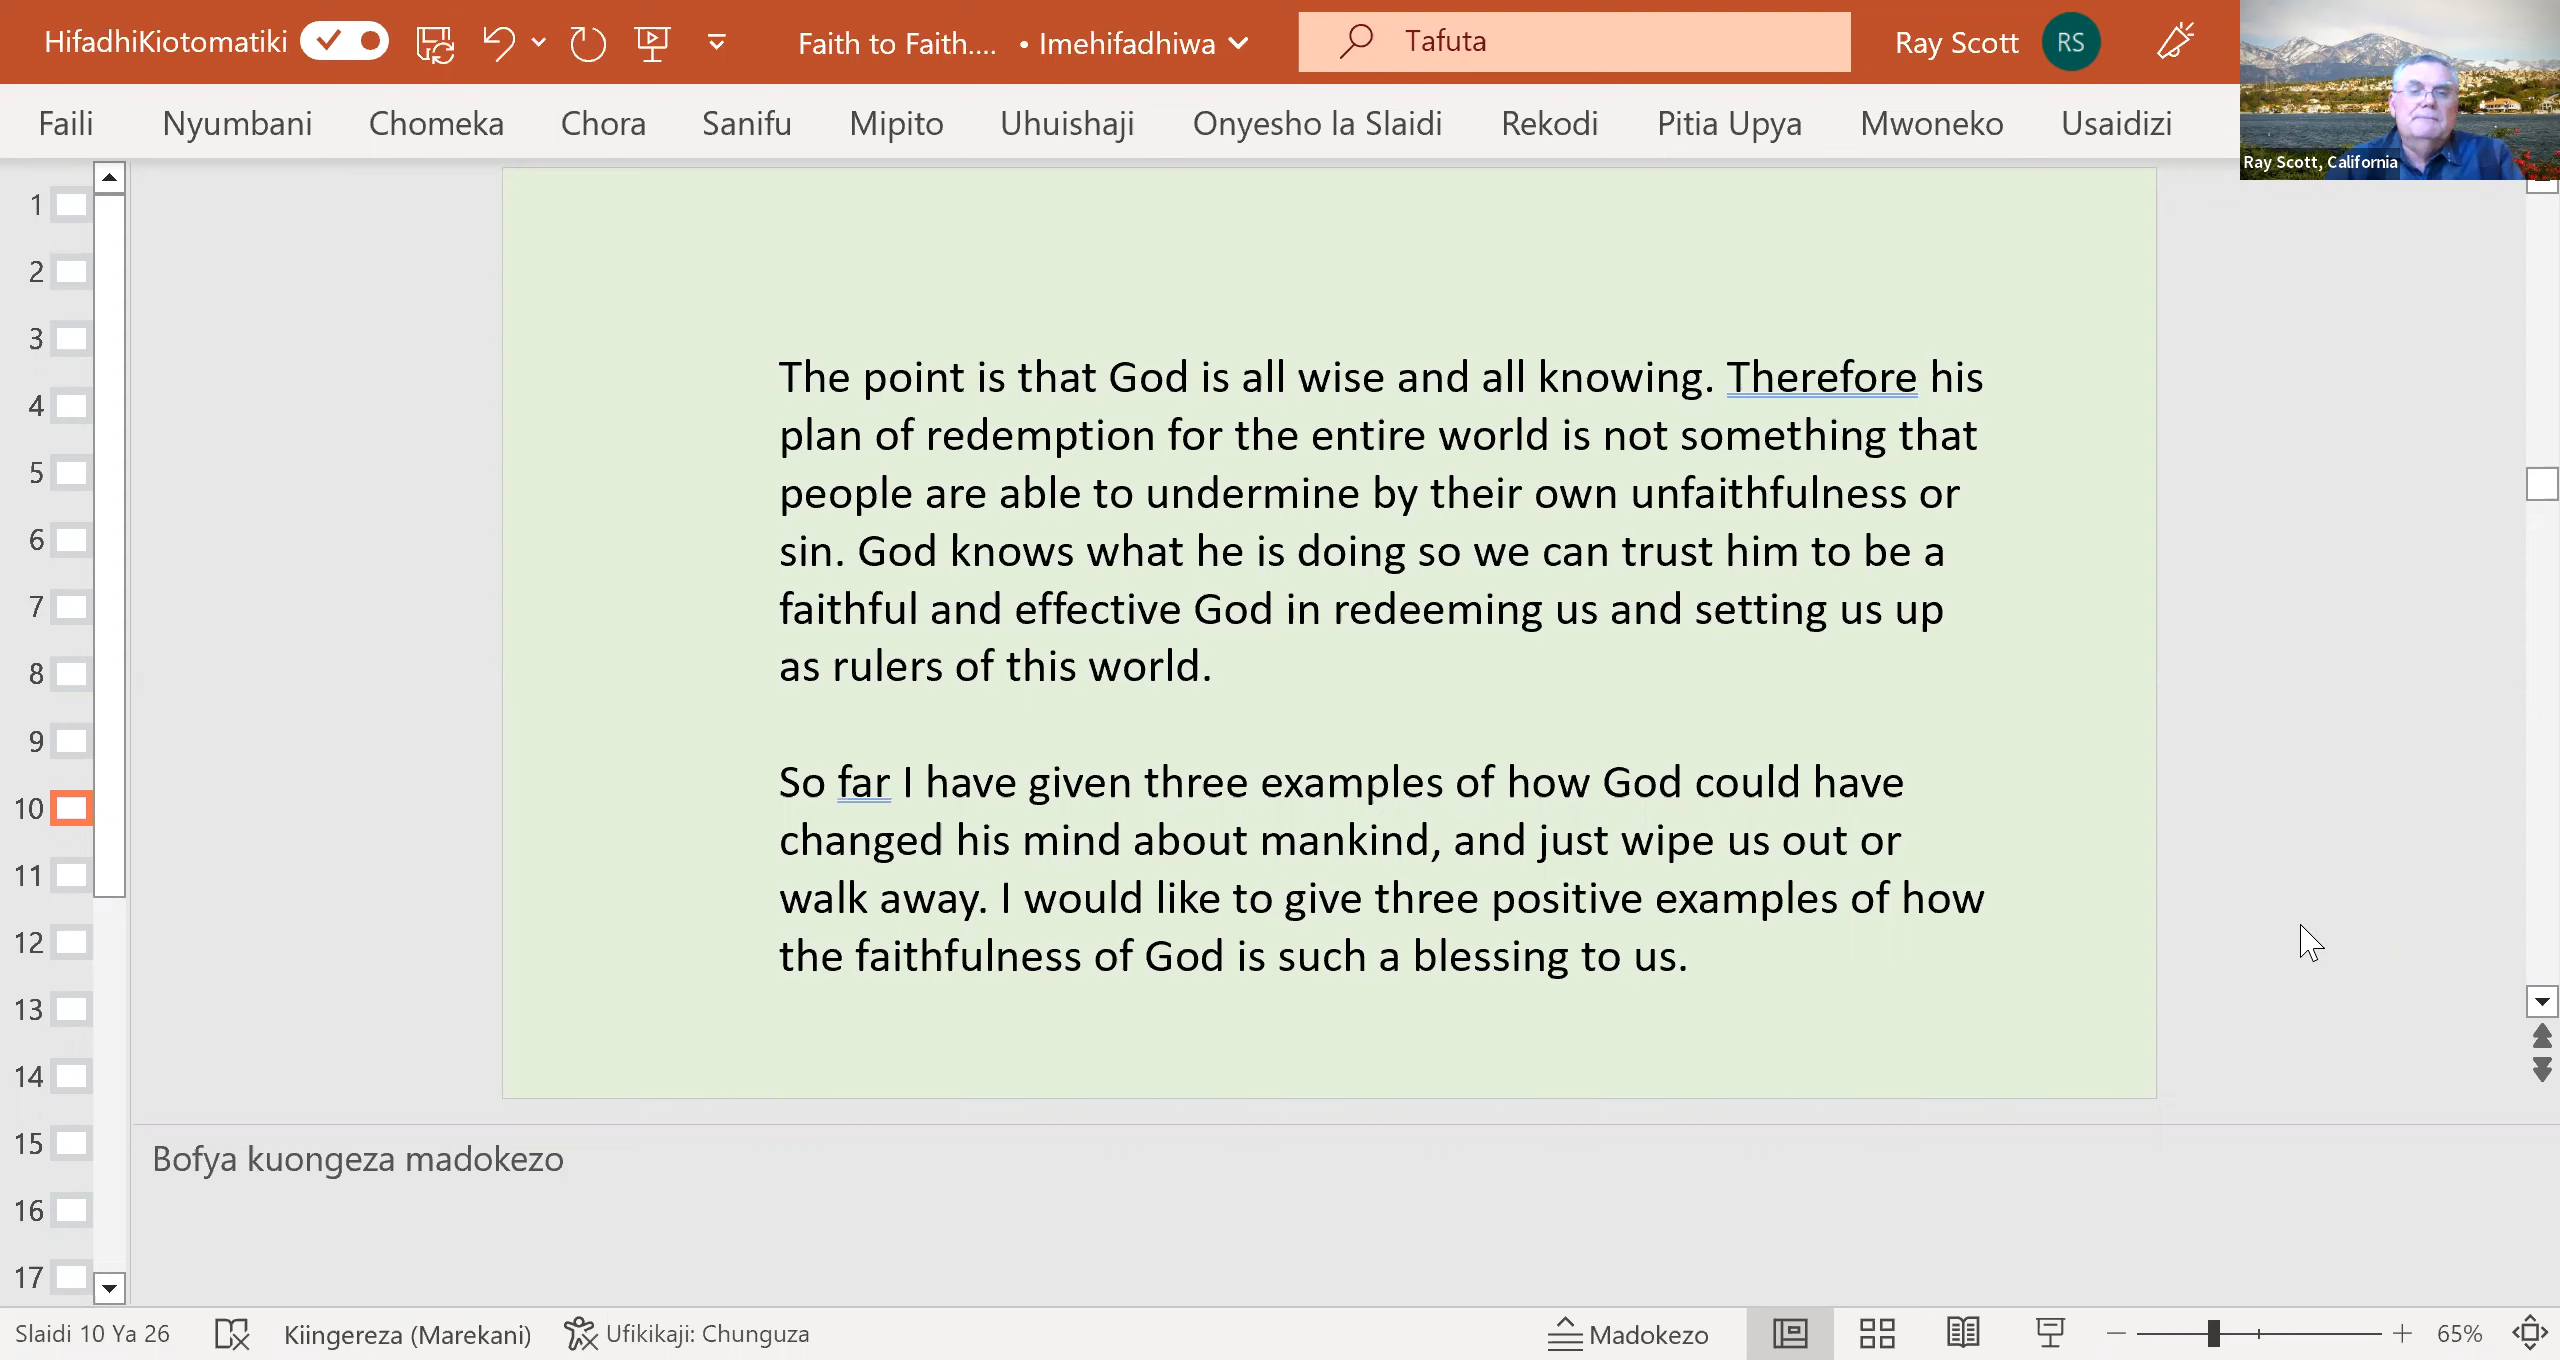 HifadhiKiotomatiki
Faith to Faith.... • Imehifadhiwa
Tafuta
Ray Scott RS
Faili Nyumbani Chomeka Chora Sanifu Mipito Uhuishaji Onyesho la Slaidi Rekodi Pitia Upya Mwoneko Usaidizi
Ray Scott, California
1
2
3
4
5
6
7
8
9
10
11
12
13
14
15
16
17
The point is that God is all wise and all knowing. Therefore his
plan of redemption for the entire world is not something that
people are able to undermine by their own unfaithfulness or
sin. God knows what he is doing so we can trust him to be a
faithful and effective God in redeeming us and setting us up
as rulers of this world.
So far I have given three examples of how God could have
changed his mind about mankind, and just wipe us out or
walk away. I would like to give three positive examples of how
the faithfulness of God is such a blessing to us.
Bofya kuongeza madokezo
Slaidi 10 Ya 26 Kiingereza (Marekani) Ufikikaji: Chunguza Madokezo 65%